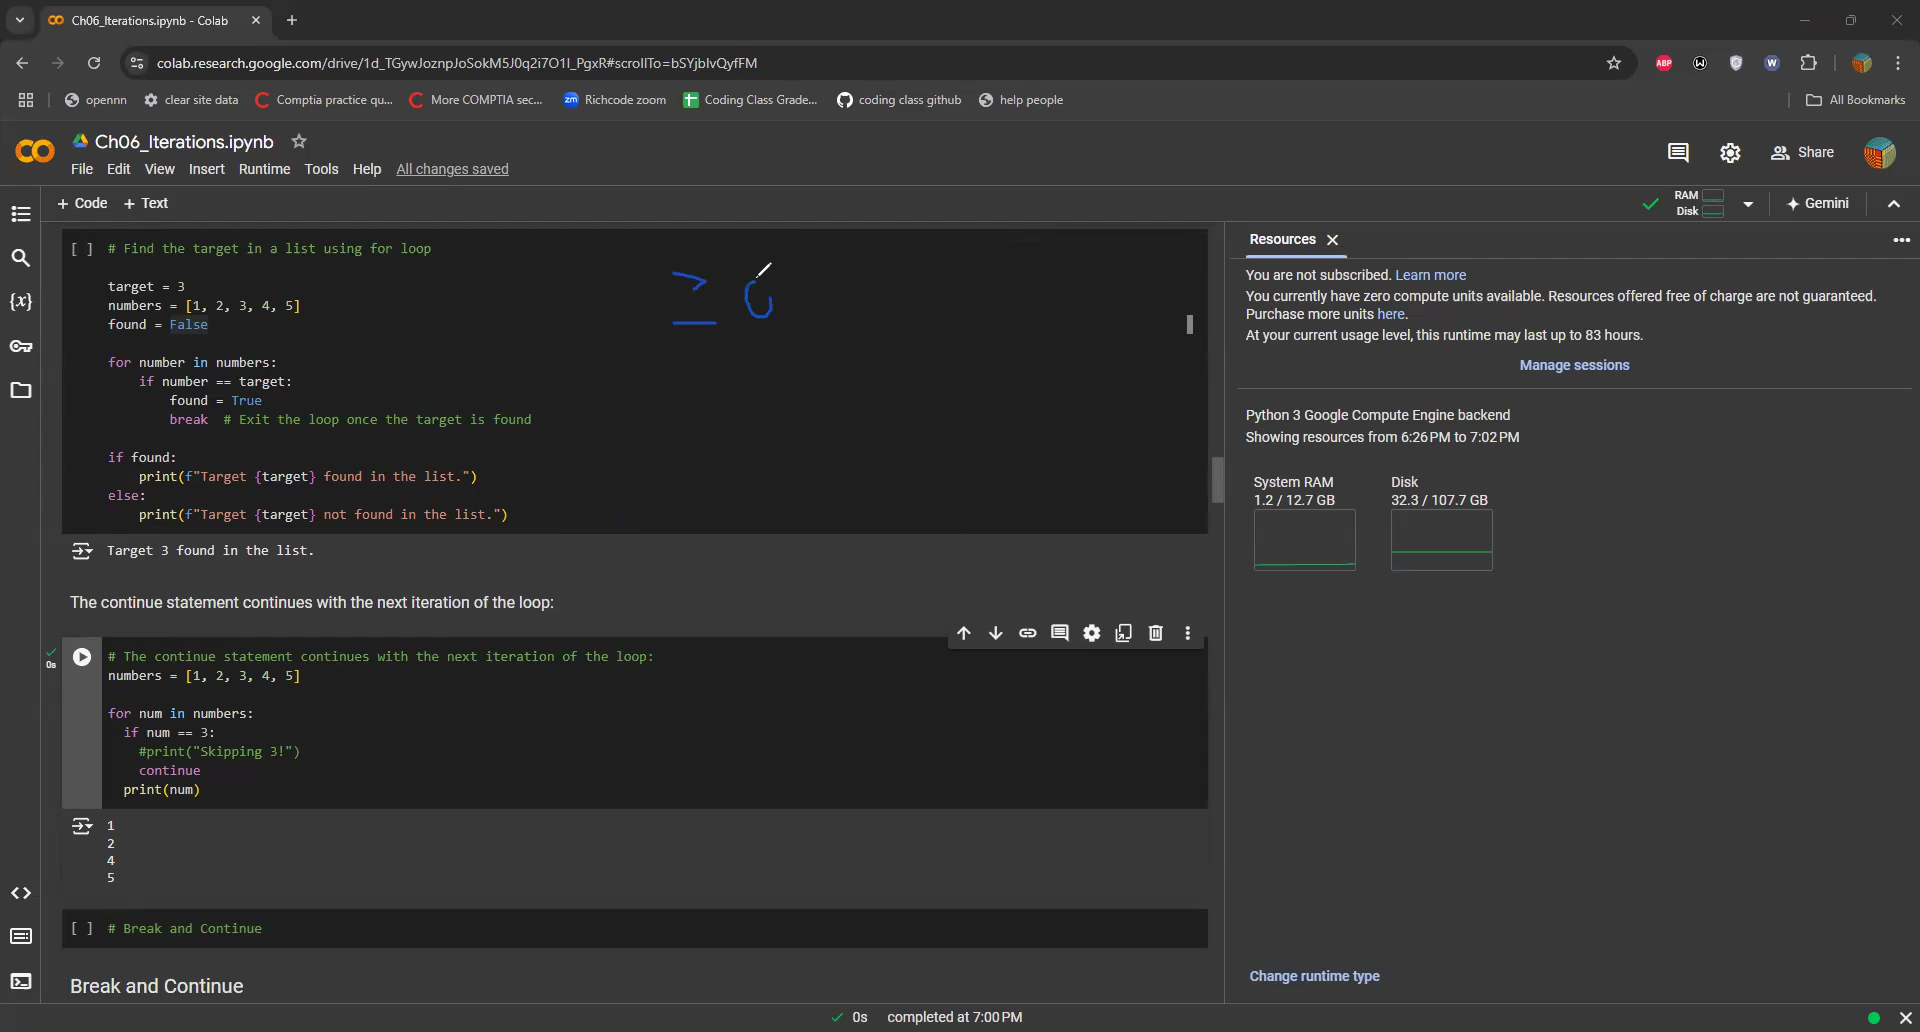 Ch06_Iterations.ipynb - Colab
colab.research.google.com/drive/1d_TGywJoznpJoSokM5J0q2i7O1I_PgxR#scrollTo=bSYjbIvQyfFM
ABP
W
opennn
clear site data
Comptia practice qu...
More COMPTIA sec...
zm
Richcode zoom
Coding Class Grade...
coding class github
help people
All Bookmarks
Ch06_Iterations.ipynb
File Edit View Insert Runtime Tools Help All changes saved
Share
+ Code + Text
RAM
Disk
Gemini
[ ] # Find the target in a list using for loop
target = 3
numbers = [1, 2, 3, 4, 5]
found = False
for number in numbers:
if number == target:
found = True
break # Exit the loop once the target is found
if found:
print(f"Target {target} found in the list.")
else:
print(f"Target {target} not found in the list.")
Target 3 found in the list.
The continue statement continues with the next iteration of the loop:
0s
# The continue statement continues with the next iteration of the loop:
numbers = [1, 2, 3, 4, 5]
for num in numbers:
if num == 3:
#print("Skipping 3!")
continue
print(num)
1
2
4
5
[ ] # Break and Continue
Break and Continue
Resources
You are not subscribed. Learn more
You currently have zero compute units available. Resources offered free of charge are not guaranteed.
Purchase more units here.
At your current usage level, this runtime may last up to 83 hours.
Manage sessions
Python 3 Google Compute Engine backend
Showing resources from 6:26 PM to 7:02 PM
System RAM
1.2 / 12.7 GB
Disk
32.3 / 107.7 GB
Change runtime type
0s completed at 7:00 PM